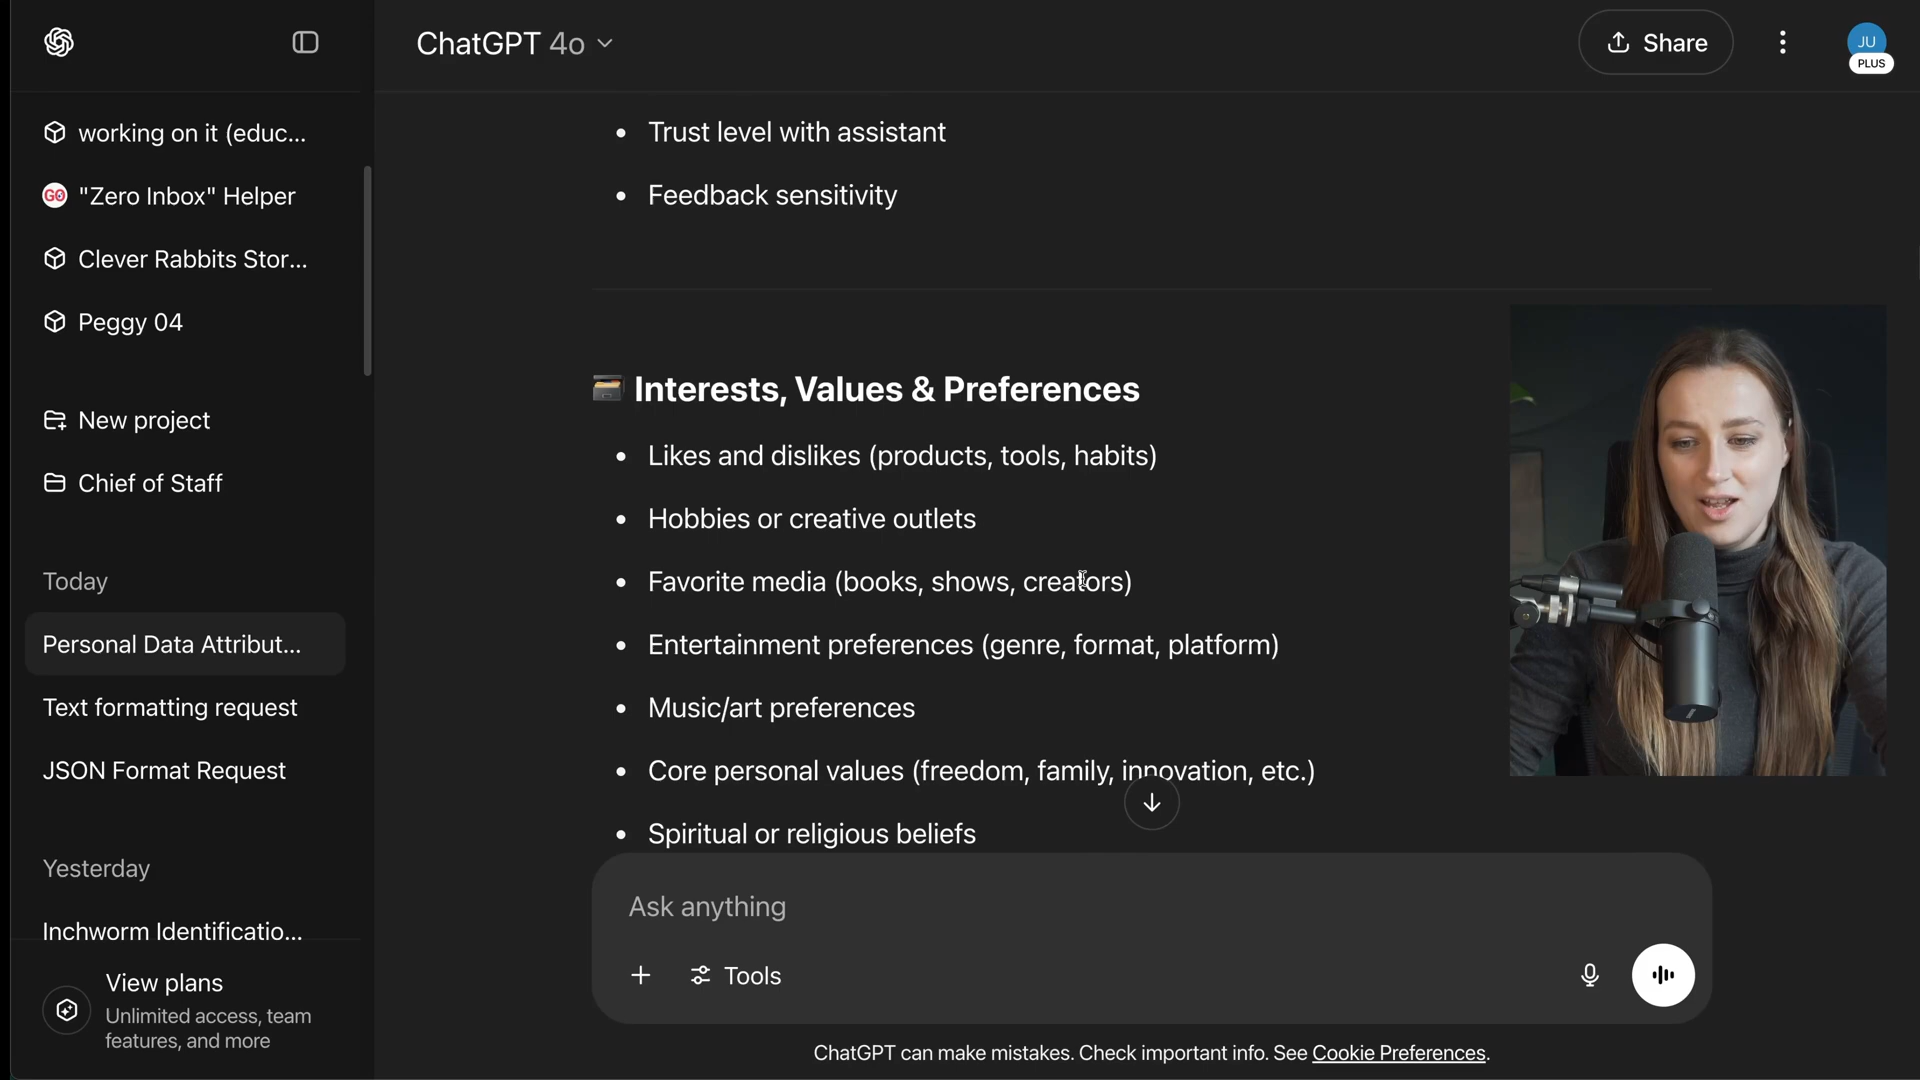 ChatGPT 4o
Share
JU
PLUS
working on it (educ...
GO
"Zero Inbox" Helper
Clever Rabbits Stor...
Peggy 04
New project
Chief of Staff
Today
Personal Data Attribut...
Text formatting request
JSON Format Request
Yesterday
Inchworm Identificatio...
View plans
Unlimited access, team
features, and more
• Trust level with assistant
• Feedback sensitivity
Interests, Values & Preferences
• Likes and dislikes (products, tools, habits)
• Hobbies or creative outlets
• Favorite media (books, shows, creators)
• Entertainment preferences (genre, format, platform)
• Music/art preferences
• Core personal values (freedom, family, innovation, etc.)
• Spiritual or religious beliefs
Ask anything
Tools
ChatGPT can make mistakes. Check important info. See Cookie Preferences.